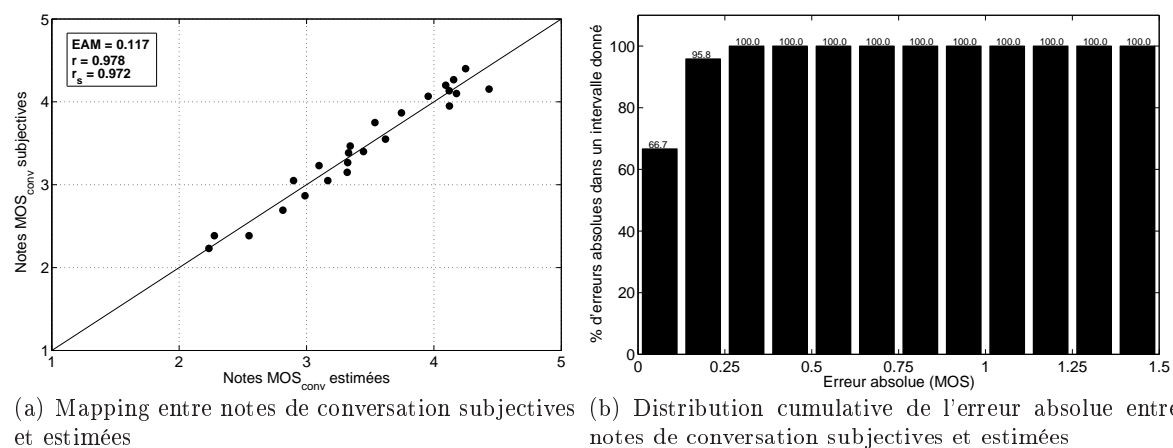 EAM = 0.117
r = 0.978
r_s = 0.972
Notes MOS_conv subjectives
5
4
3
2
1
1 2 3 4 5
Notes MOS_conv estimées
(a) Mapping entre notes de conversation subjectives
et estimées
% d'erreurs absolues dans un intervalle donné
100
80
60
40
20
0
66.7 95.8 100.0 100.0 100.0 100.0 100.0 100.0 100.0 100.0 100.0 100.0
0 0.25 0.5 0.75 1 1.25 1.5
Erreur absolue (MOS)
(b) Distribution cumulative de l'erreur absolue entre
notes de conversation subjectives et estimées